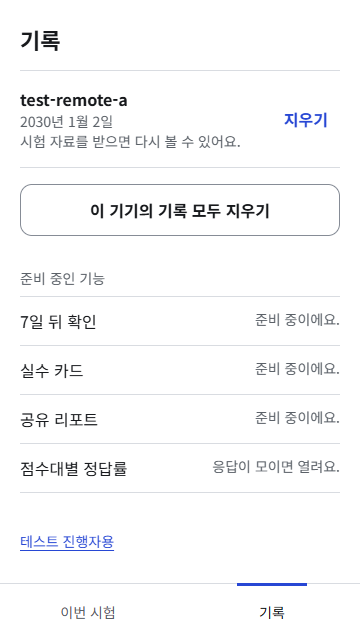 기록
test-remote-a
2030년 1월 2일
지우기
시험 자료를 받으면 다시 볼 수 있어요.
이 기기의 기록 모두 지우기
준비 중인 기능
7일 뒤 확인
준비 중이에요.
실수 카드
준비 중이에요.
공유 리포트
준비 중이에요.
점수대별 정답률
응답이 모이면 열려요.
테스트 진행자용
이번 시험
기록